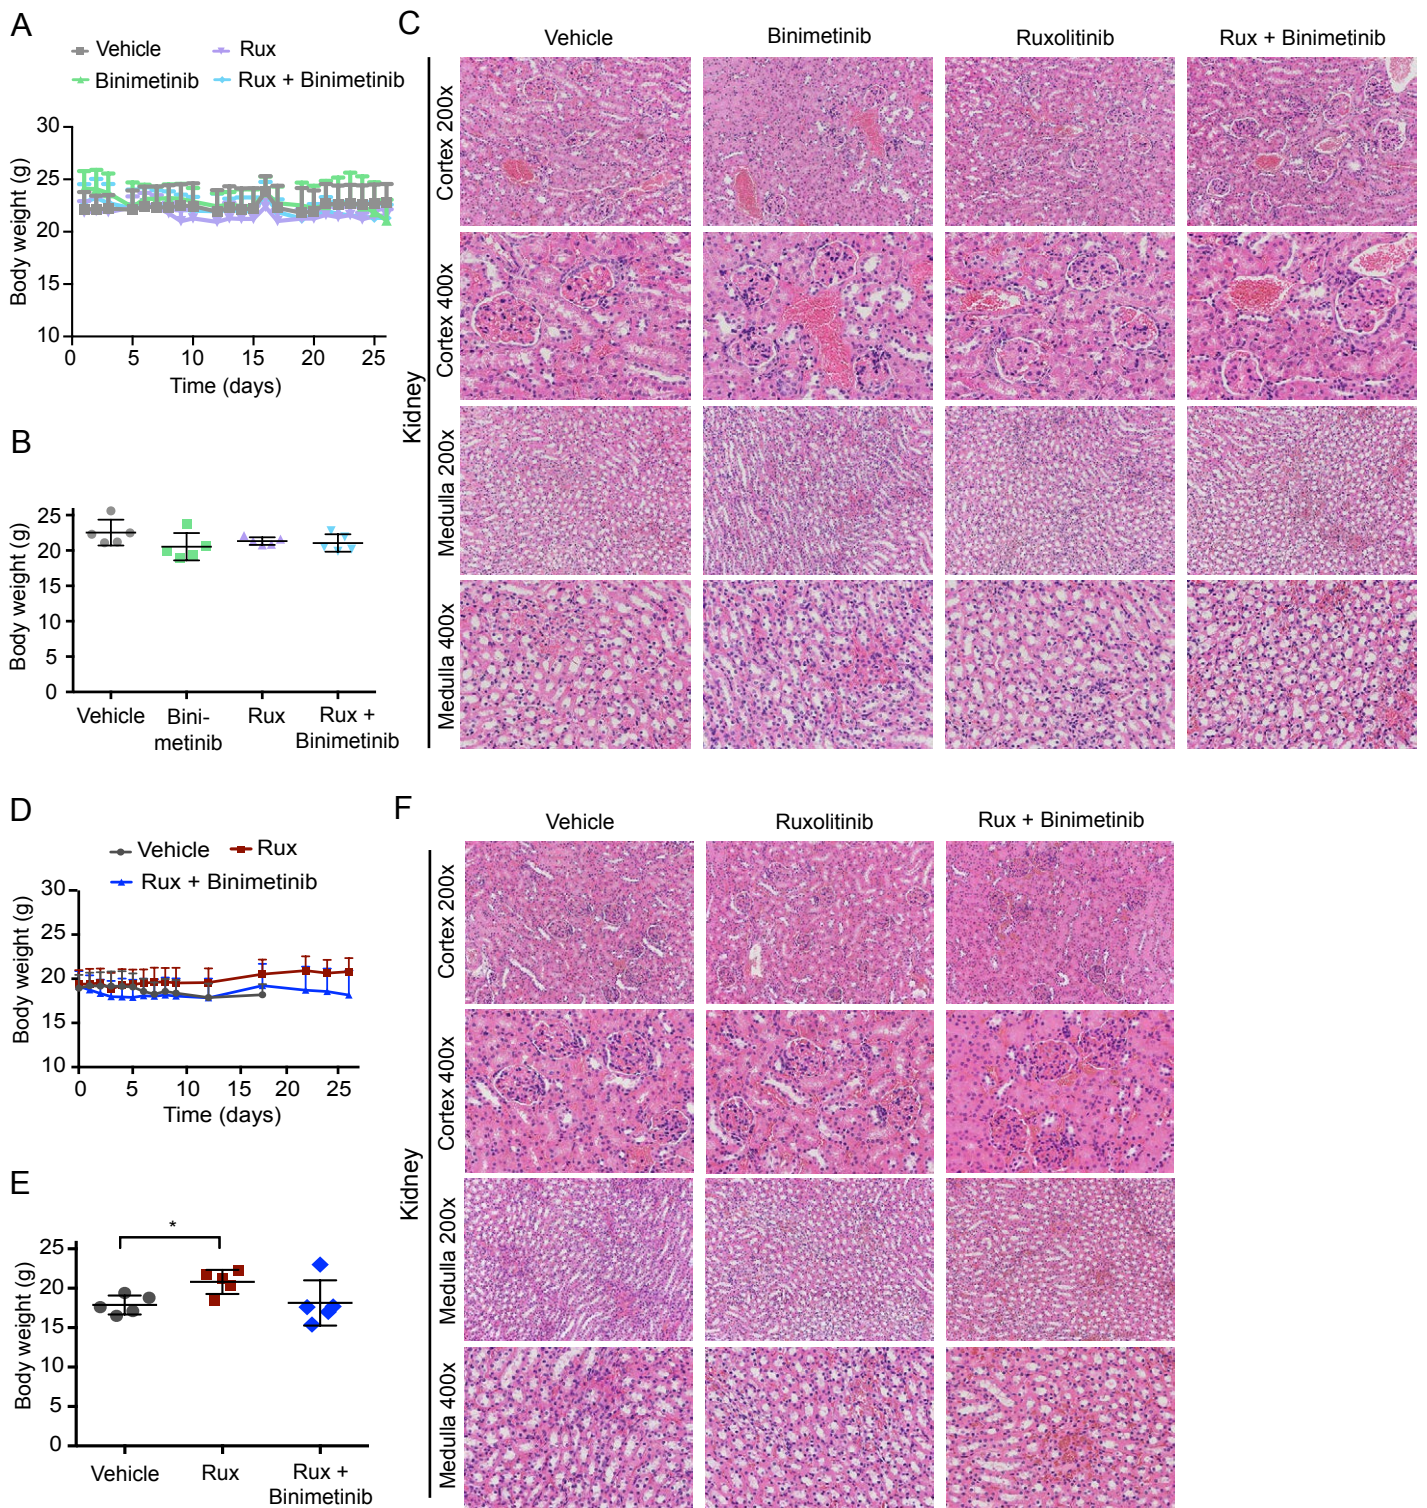 A
Vehicle
Rux
Binimetinib
Rux + Binimetinib
Body weight (g)
30
25
20
15
10
0
5
10
15
20
25
Time (days)
B
Body weight (g)
25
20
15
10
5
0
Vehicle
Bini-
metinib
Rux
Rux +
Binimetinib
C
Vehicle
Binimetinib
Ruxolitinib
Rux + Binimetinib
Kidney
Cortex 200x
Cortex 400x
Medulla 200x
Medulla 400x
D
Vehicle
Rux
Rux + Binimetinib
Body weight (g)
30
25
20
15
10
0
5
10
15
20
25
Time (days)
E
*
Body weight (g)
25
20
15
10
5
0
Vehicle
Rux
Rux +
Binimetinib
F
Vehicle
Ruxolitinib
Rux + Binimetinib
Kidney
Cortex 200x
Cortex 400x
Medulla 200x
Medulla 400x